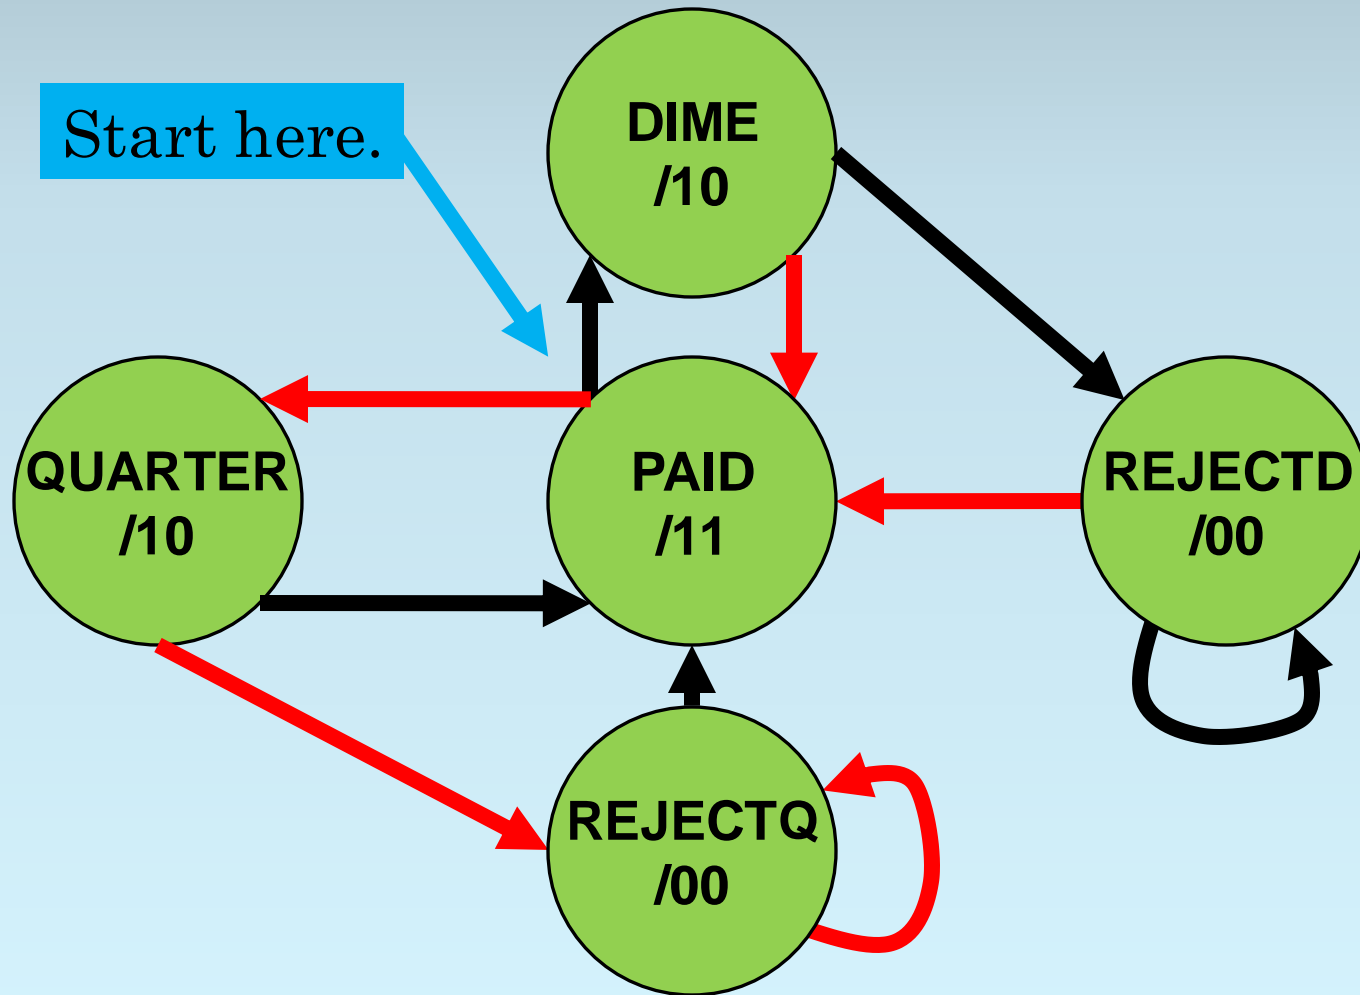 Start here.
DIME
/10
QUARTER
/10
PAID
/11
REJECTD
/00
REJECTQ
/00